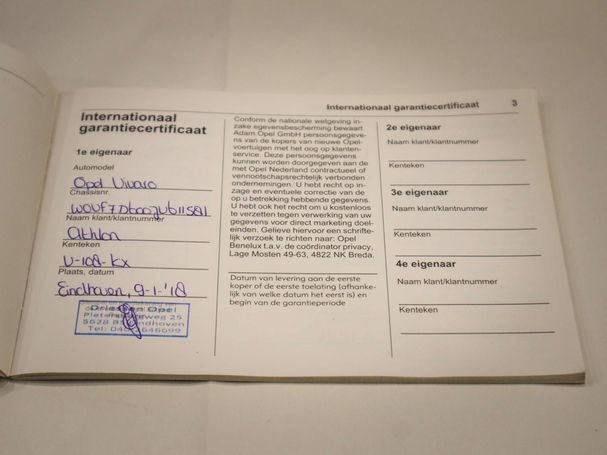 Internationaal garantiecertificaat 3
Internationaal
garantiecertificaat
1e eigenaar
Automodel
Opel Vivaro
Chassisnr.
Naam klant/klantnummer
Athlon
Kenteken
V-108-KX
Plaats, datum
Eindhoven, 9-1-'18
Driessen Opel
Tel: 040-2646699
Conform de nationale wetgeving in-
zake egevensbescherming bewaart
Adam Opel GmbH persoonsgegeve-
ns van de kopers van nieuwe Opel-
voertuigen met het oog op klanten-
service. Deze persoonsgegevens
kunnen worden doorgegeven aan de
met Opel Nederland contractueel of
vennootschapsrechtelijk verbonden
ondernemingen. U hebt recht op in-
zage en eventuele correctie van de
op u betrekking hebbende gegevens.
U hebt ook het recht om u kostenloos
te verzetten tegen verwerking van uw
gegevens voor direct marketing doel-
einden. Gelieve hiervoor een schrifte-
lijk verzoek te richten naar: Opel
Benelux t.a.v. de coördinator privacy,
Lage Mosten 49-63, 4822 NK Breda.
Datum van levering aan de eerste
koper of de eerste toelating (afhanke-
lijk van welke datum het eerst is) en
begin van de garantieperiode
2e eigenaar
Naam klant/klantnummer
Kenteken
3e eigenaar
Naam klant/klantnummer
Kenteken
4e eigenaar
Naam klant/klantnummer
Kenteken